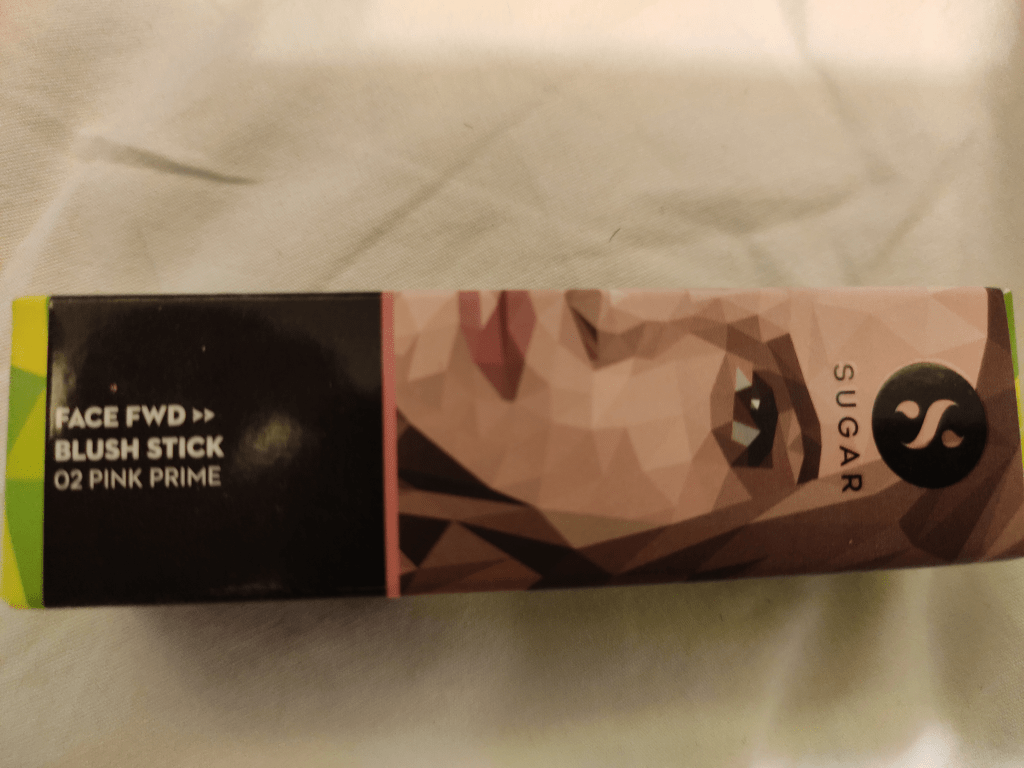 FACE FWD ▸▸
BLUSH STICK
02 PINK PRIME
SUGAR